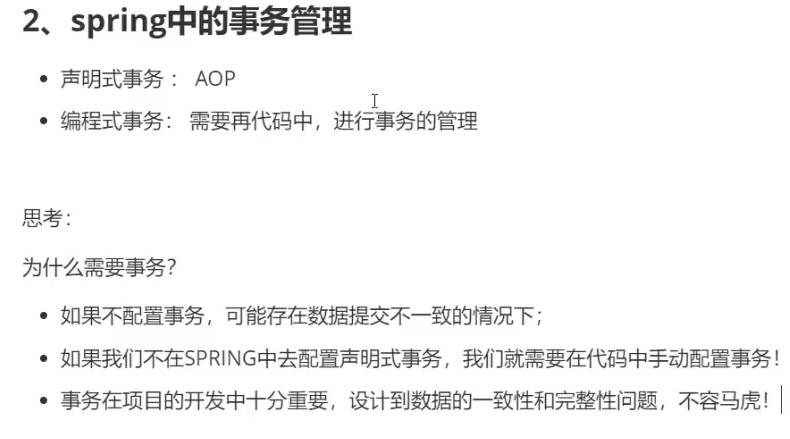 2、spring中的事务管理
• 声明式事务： AOP
• 编程式事务： 需要再代码中，进行事务的管理
思考：
为什么需要事务？
• 如果不配置事务，可能存在数据提交不一致的情况下；
• 如果我们不在SPRING中去配置声明式事务，我们就需要在代码中手动配置事务！
• 事务在项目的开发中十分重要，设计到数据的一致性和完整性问题，不容马虎！